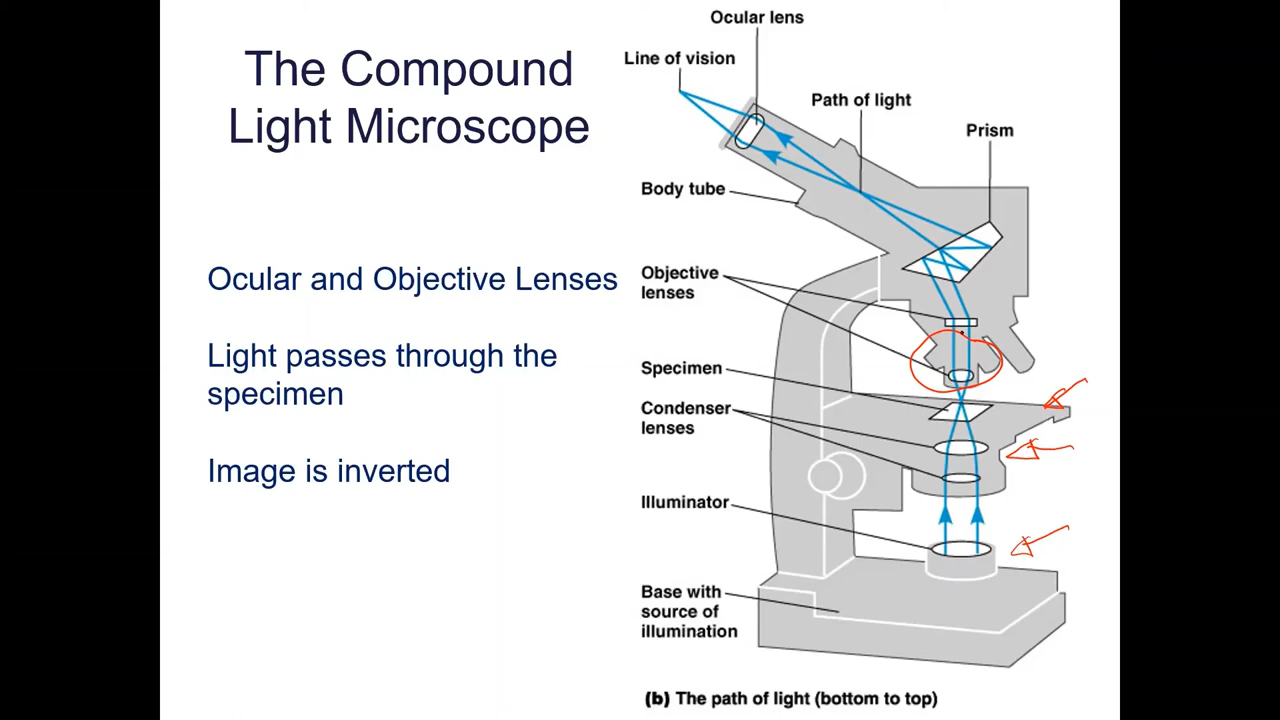 The Compound
Light Microscope
Ocular and Objective Lenses
Light passes through the
specimen
Image is inverted
Ocular lens
Line of vision
Path of light
Prism
Body tube
Objective
lenses
Specimen
Condenser
lenses
Illuminator
Base with
source of
illumination
(b) The path of light (bottom to top)